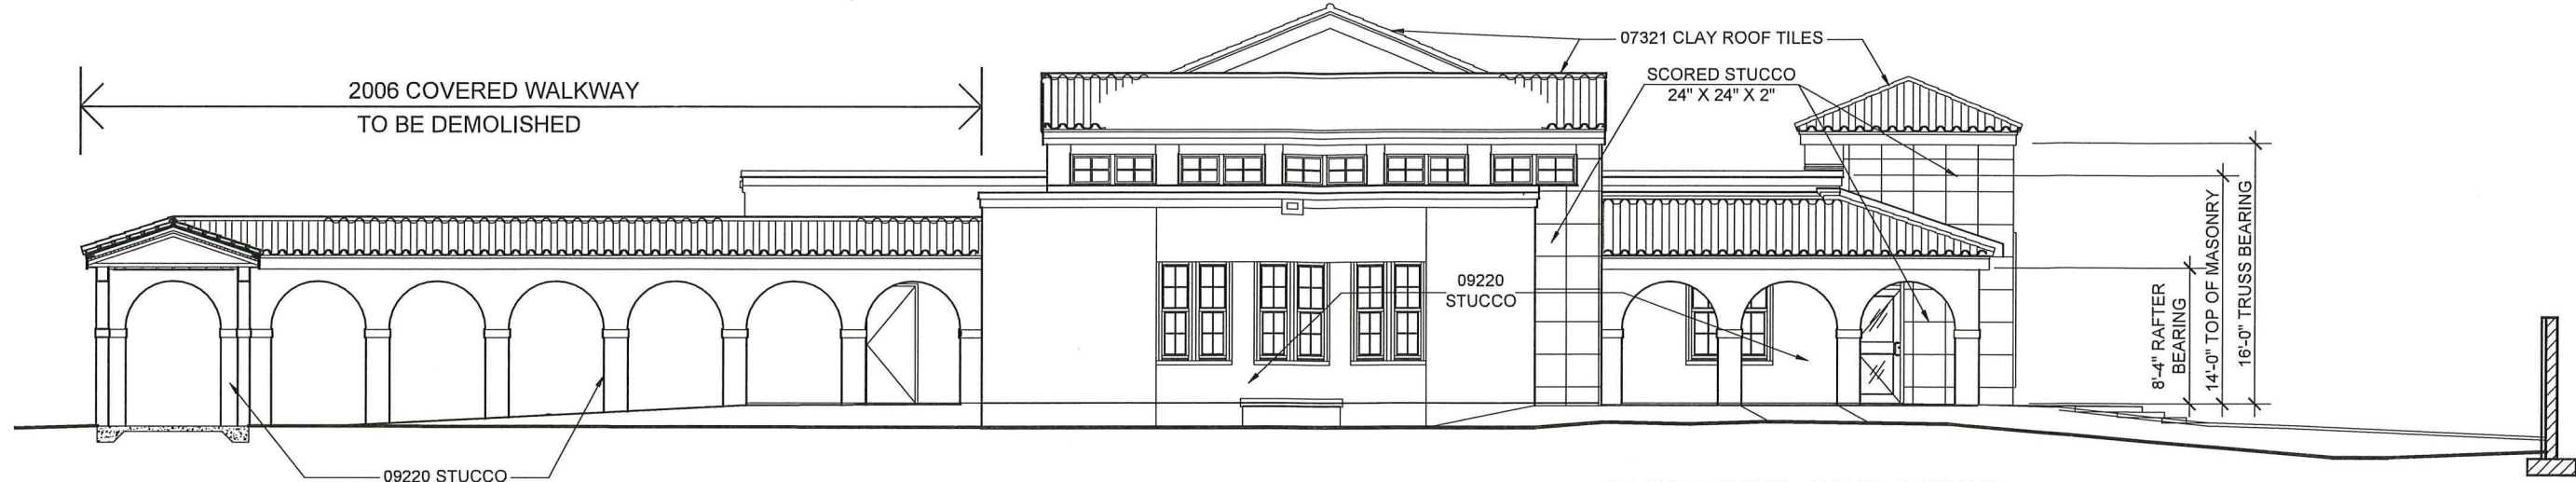 2006 COVERED WALKWAY
TO BE DEMOLISHED
07321 CLAY ROOF TILES
SCORED STUCCO
24" X 24" X 2"
09220
STUCCO
8'-4" RAFTER
BEARING
14'-0" TOP OF MASONRY
16'-0" TRUSS BEARING
09220 STUCCO